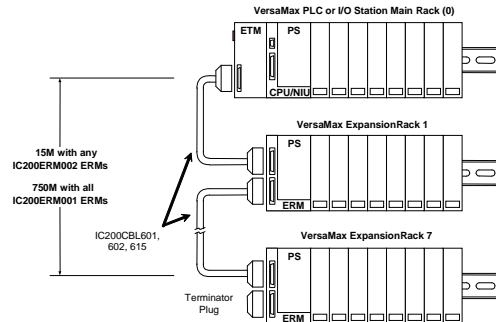 VersaMax PLC or I/O Station Main Rack (0)
ETM
PS
CPU/NIU
15M with any
IC200ERM002 ERMs
750M with all
IC200ERM001 ERMs
VersaMax ExpansionRack 1
PS
ERM
IC200CBL601,
602, 615
VersaMax ExpansionRack 7
PS
Terminator
Plug
ERM